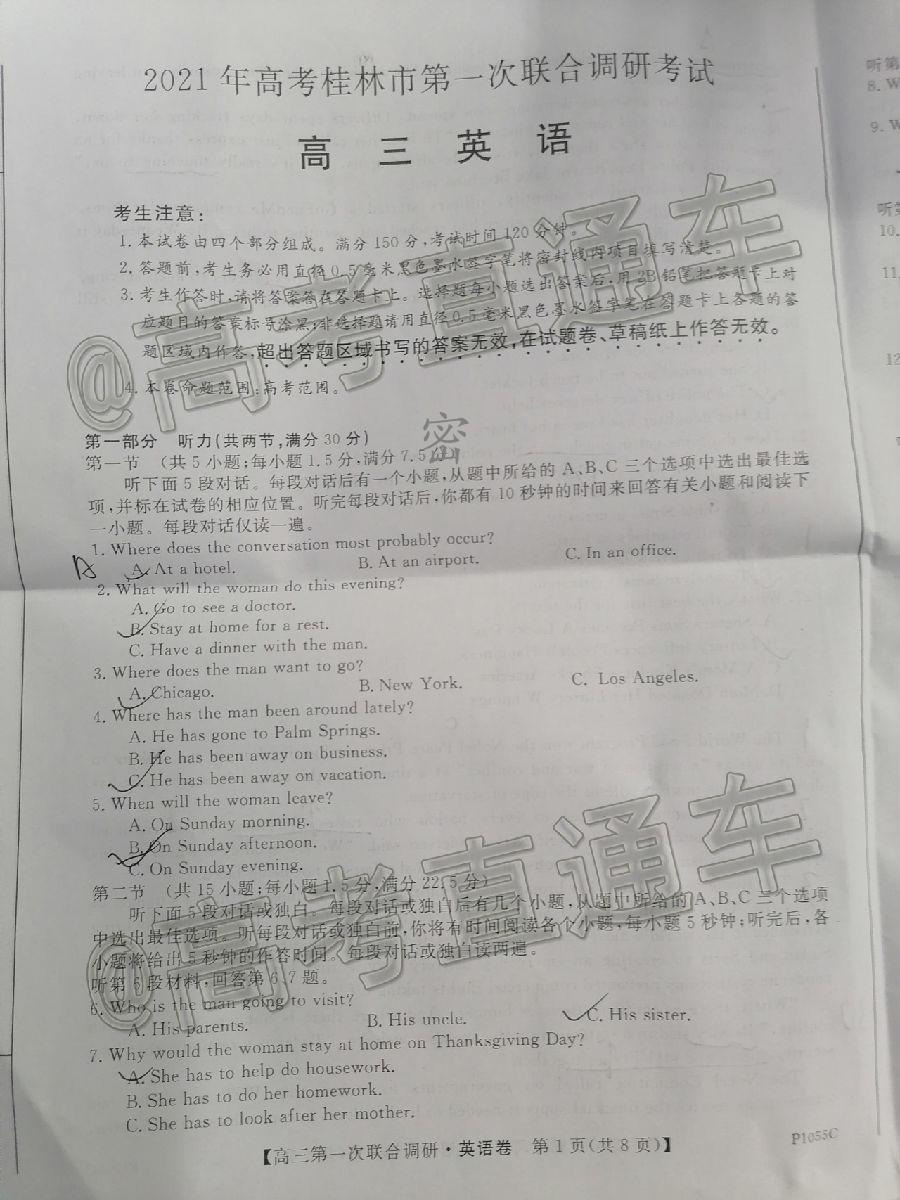 2021年高考桂林市第一次联合调研考试
高三英语
考生注意:
1.本试卷由四个部分组成。满分150分,考试时间120分钟。
2.答题前,考生务必用直径0.5毫米黑色墨水签字笔将密封线内项目填写清楚。
3.考生作答时,请将答案答在答题卡上。选择题每小题选出答案后,用2B铅笔把答题卡上对
应题目的答案标号涂黑;非选择题请用直径0.5毫米黑色墨水签字笔在答题卡上各题的答
题区域内作答,超出答题区域书写的答案无效,在试题卷、草稿纸上作答无效。
4.本卷命题范围:高考范围。
密
第一部分 听力(共两节,满分30分)
第一节 (共5小题;每小题1.5分,满分7.5分)
听下面5段对话。每段对话后有一个小题,从题中所给的A、B、C三个选项中选出最佳选
项,并标在试卷的相应位置。听完每段对话后,你都有10秒钟的时间来回答有关小题和阅读下
一小题。每段对话仅读一遍。
1. Where does the conversation most probably occur?
A
A. At a hotel. B. At an airport. C. In an office.
2. What will the woman do this evening?
A. Go to see a doctor.
B. Stay at home for a rest.
C. Have a dinner with the man.
3. Where does the man want to go?
A. Chicago. B. New York. C. Los Angeles.
4. Where has the man been around lately?
A. He has gone to Palm Springs.
B. He has been away on business.
C. He has been away on vacation.
5. When will the woman leave?
A. On Sunday morning.
B. On Sunday afternoon.
C. On Sunday evening.
第二节 (共15小题;每小题1.5分,满分22.5分)
听下面5段对话或独白。每段对话或独白后有几个小题,从题中所给的A、B、C三个选项
中选出最佳选项。听每段对话或独白前,你将有时间阅读各个小题,每小题5秒钟;听完后,各
小题将给出5秒钟的作答时间。每段对话或独白读两遍。
听第6段材料,回答第6、7题。
6. Who is the man going to visit?
A. His parents. B. His uncle. C. His sister.
7. Why would the woman stay at home on Thanksgiving Day?
A. She has to help do housework.
B. She has to do her homework.
C. She has to look after her mother.
【高三第一次联合调研·英语卷 第1页(共8页)】
P1055C
@高考直通车
@高考直通车
听第
8. W
9. W
听第
10.
11.
12